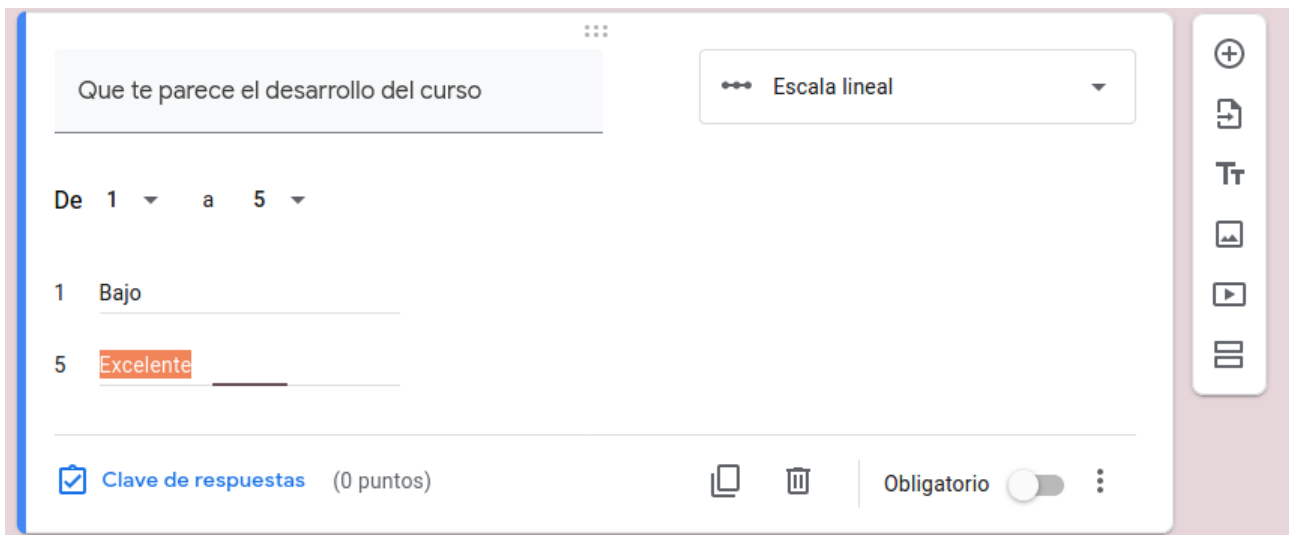 Que te parece el desarrollo del curso
Escala lineal
De 1 a 5
1 Bajo
5 Excelente
Clave de respuestas (0 puntos)
Obligatorio
Tт